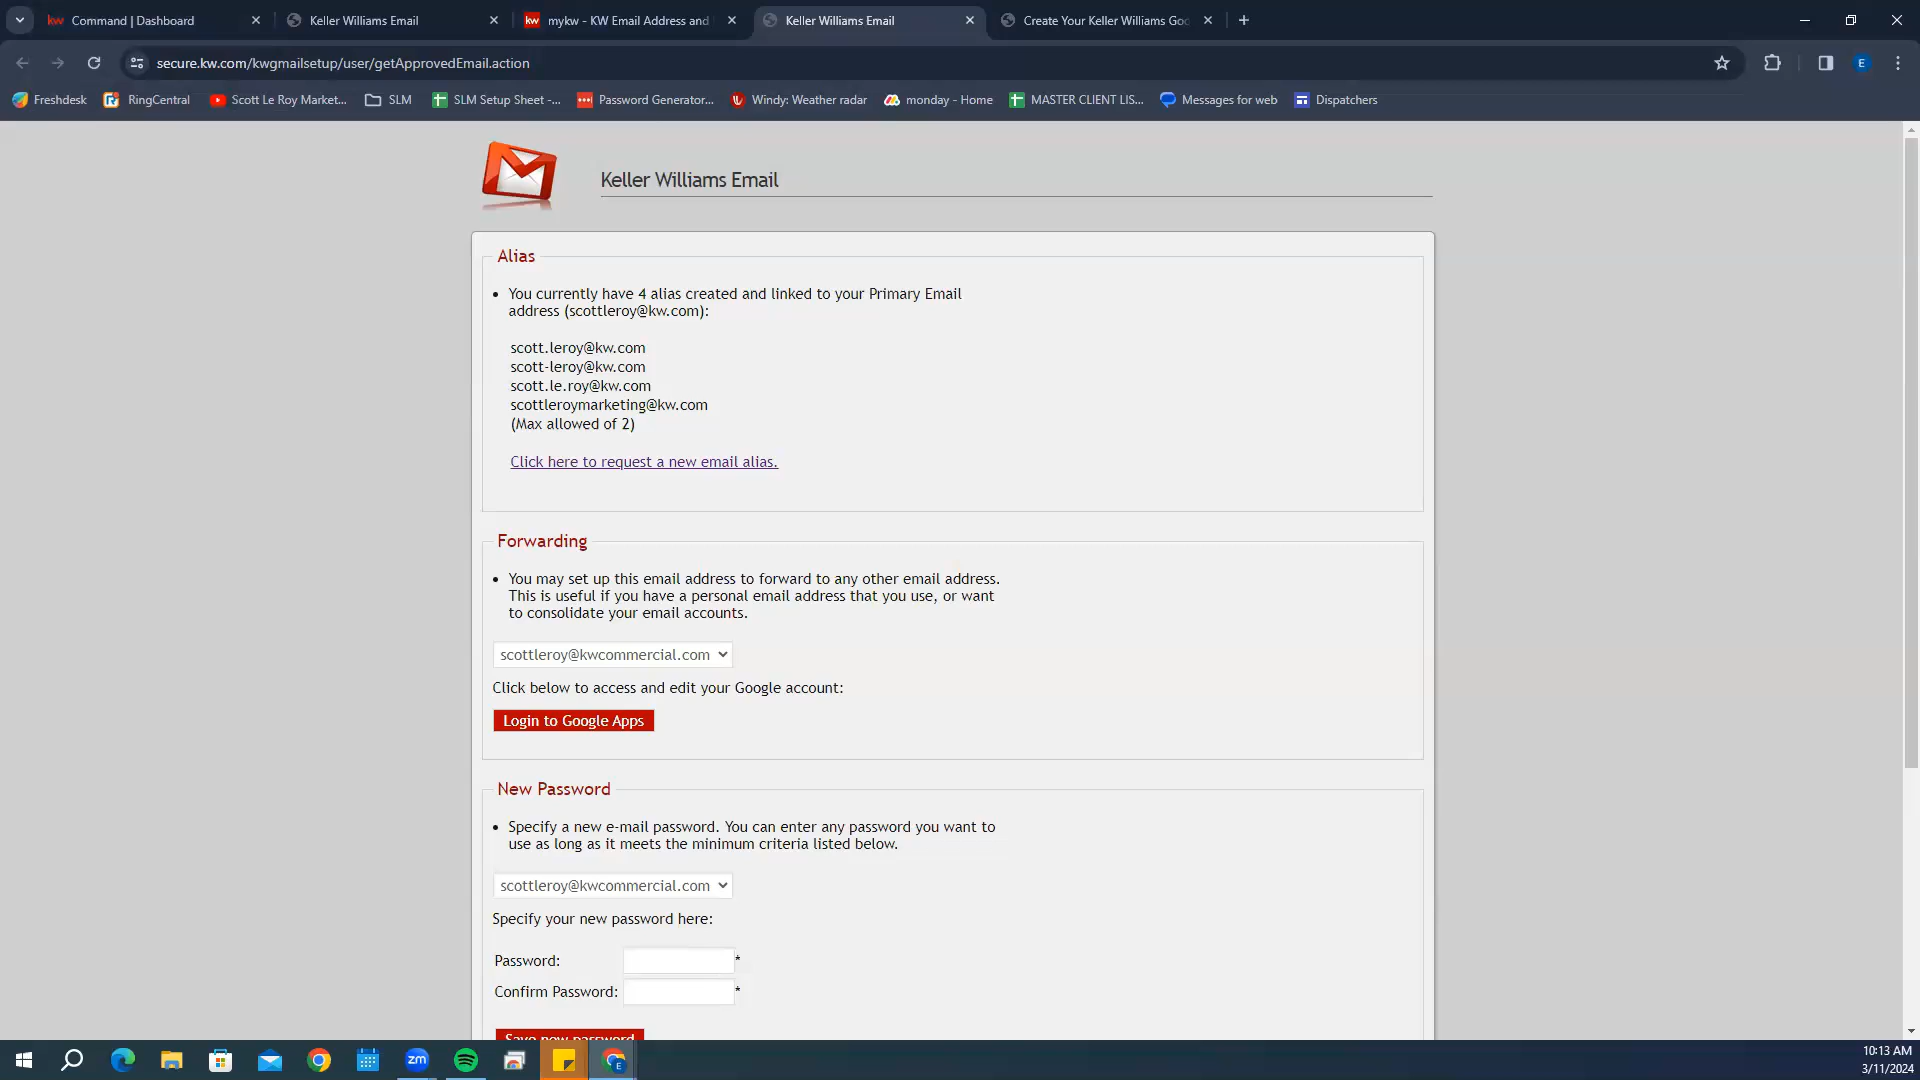 Command | Dashboard
Keller Williams Email
kw mykw - KW Email Address and
Keller Williams Email
Create Your Keller Williams Goo
secure.kw.com/kwgmailsetup/user/getApprovedEmail.action
E
Freshdesk
RingCentral
Scott Le Roy Market...
SLM
SLM Setup Sheet -...
Password Generator...
Windy: Weather radar
monday - Home
MASTER CLIENT LIS...
Messages for web
Dispatchers
Keller Williams Email
Alias
• You currently have 4 alias created and linked to your Primary Email
address (scottleroy@kw.com):
scott.leroy@kw.com
scott-leroy@kw.com
scott.le.roy@kw.com
scottleroymarketing@kw.com
(Max allowed of 2)
Click here to request a new email alias.
Forwarding
• You may set up this email address to forward to any other email address.
This is useful if you have a personal email address that you use, or want
to consolidate your email accounts.
scottleroy@kwcommercial.com
Click below to access and edit your Google account:
Login to Google Apps
New Password
• Specify a new e-mail password. You can enter any password you want to
use as long as it meets the minimum criteria listed below.
scottleroy@kwcommercial.com
Specify your new password here:
Password: *
Confirm Password: *
Save new password
zm
10:13 AM
3/11/2024